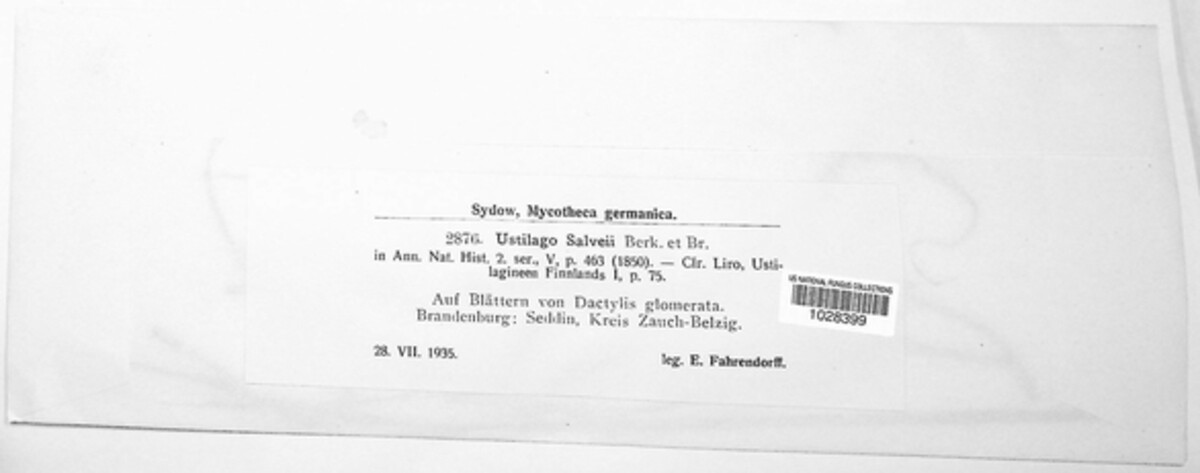 Sydow, Mycotheca germanica.
2876. Ustilago Salveii Berk. et Br.
in Ann. Nat. Hist. 2. ser., V, p. 463 (1850). — Cfr. Liro, Usti-
lagineen Finnlands I, p. 75.
Auf Blättern von Dactylis glomerata.
Brandenburg: Seddin, Kreis Zauch-Belzig.
28. VII. 1935. leg. E. Fahrendorff.
US NATIONAL FUNGUS COLLECTIONS
1028399